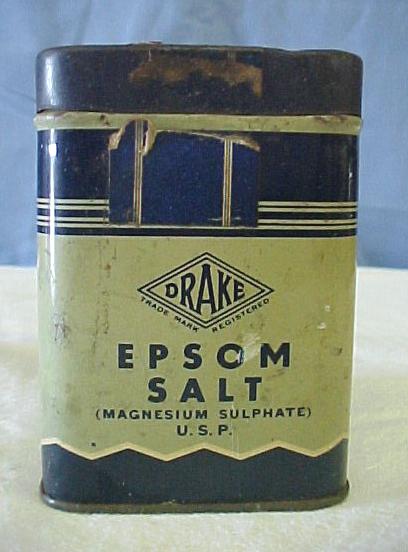 DRAKE
TRADE MARK REGISTERED
EPSOM
SALT
(MAGNESIUM SULPHATE)
U.S.P.